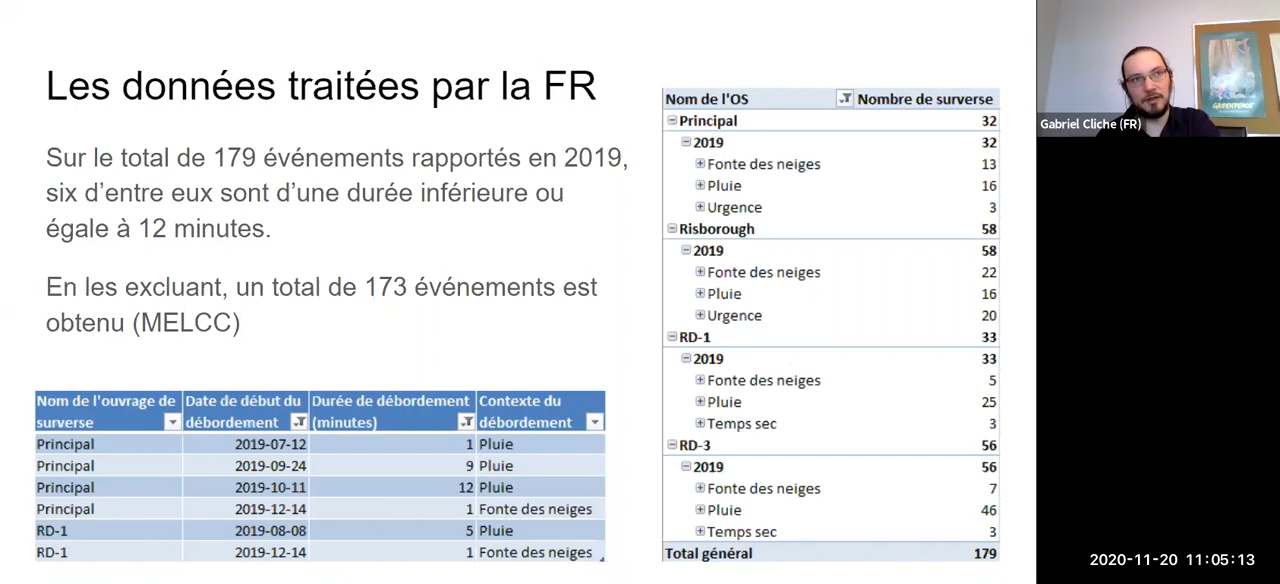 Les données traitées par la FR
Sur le total de 179 événements rapportés en 2019,
six d'entre eux sont d'une durée inférieure ou
égale à 12 minutes.
En les excluant, un total de 173 événements est
obtenu (MELCC)
Nom de l'ouvrage de surverse Date de début du débordement Durée de débordement (minutes) Contexte du débordement
Principal 2019-07-12 1 Pluie
Principal 2019-09-24 9 Pluie
Principal 2019-10-11 12 Pluie
Principal 2019-12-14 1 Fonte des neiges
RD-1 2019-08-08 5 Pluie
RD-1 2019-12-14 1 Fonte des neiges
Nom de l'OS Nombre de surverse
Principal 32
2019 32
Fonte des neiges 13
Pluie 16
Urgence 3
Risborough 58
2019 58
Fonte des neiges 22
Pluie 16
Urgence 20
RD-1 33
2019 33
Fonte des neiges 5
Pluie 25
Temps sec 3
RD-3 56
2019 56
Fonte des neiges 7
Pluie 46
Temps sec 3
Total général 179
GREENPEACE
Gabriel Cliche (FR)
2020-11-20 11:05:13